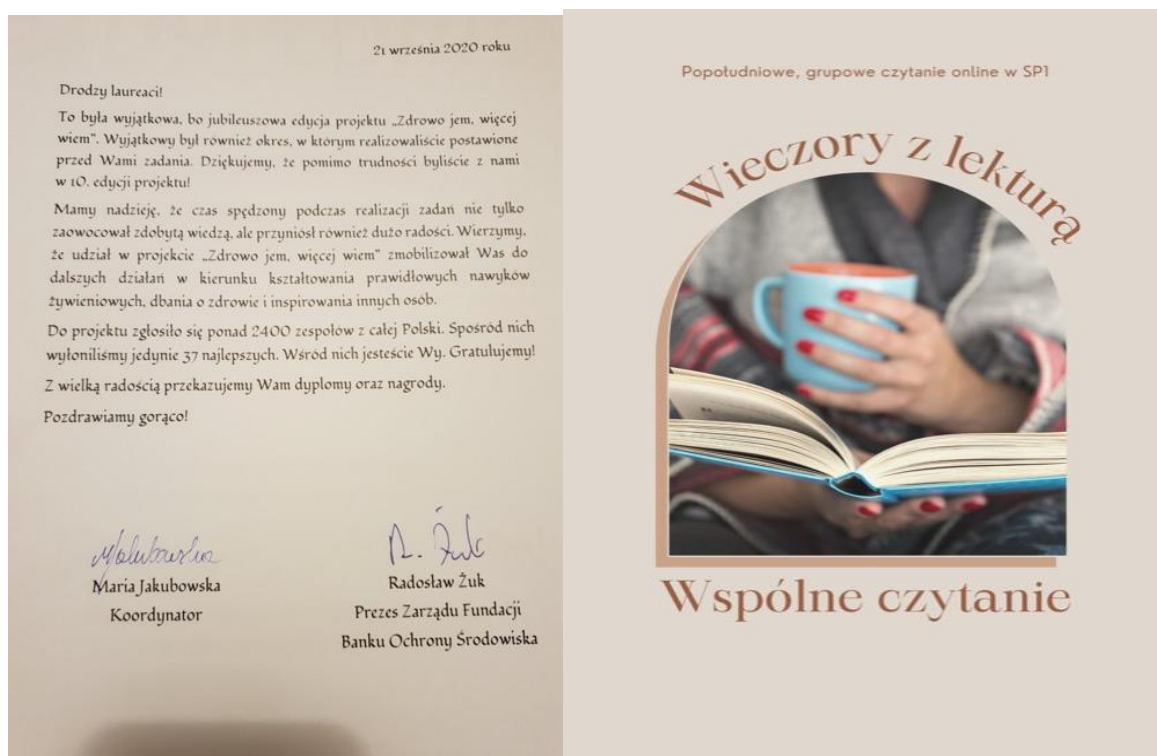 21 września 2020 roku
Drodzy laureaci!
To była wyjątkowa, bo jubileuszowa edycja projektu „Zdrowo jem, więcej
wiem”. Wyjątkowy był również okres, w którym realizowaliście postawione
przed Wami zadania. Dziękujemy, że pomimo trudności byliście z nami
w 10. edycji projektu!
Mamy nadzieję, że czas spędzony podczas realizacji zadań nie tylko
zaowocował zdobytą wiedzą, ale przyniósł również dużo radości. Wierzymy,
że udział w projekcie „Zdrowo jem, więcej wiem” zmobilizował Was do
dalszych działań w kierunku kształtowania prawidłowych nawyków
żywieniowych, dbania o zdrowie i inspirowania innych osób.
Do projektu zgłosiło się ponad 2400 zespołów z całej Polski. Spośród nich
wyłoniliśmy jedynie 37 najlepszych. Wśród nich jesteście Wy. Gratulujemy!
Z wielką radością przekazujemy Wam dyplomy oraz nagrody.
Pozdrawiamy gorąco!
MJakubowska
Maria Jakubowska
Koordynator
R. Żuk
Radosław Żuk
Prezes Zarządu Fundacji
Banku Ochrony Środowiska
Popołudniowe, grupowe czytanie online w SP1
Wieczory z lekturą
Wspólne czytanie